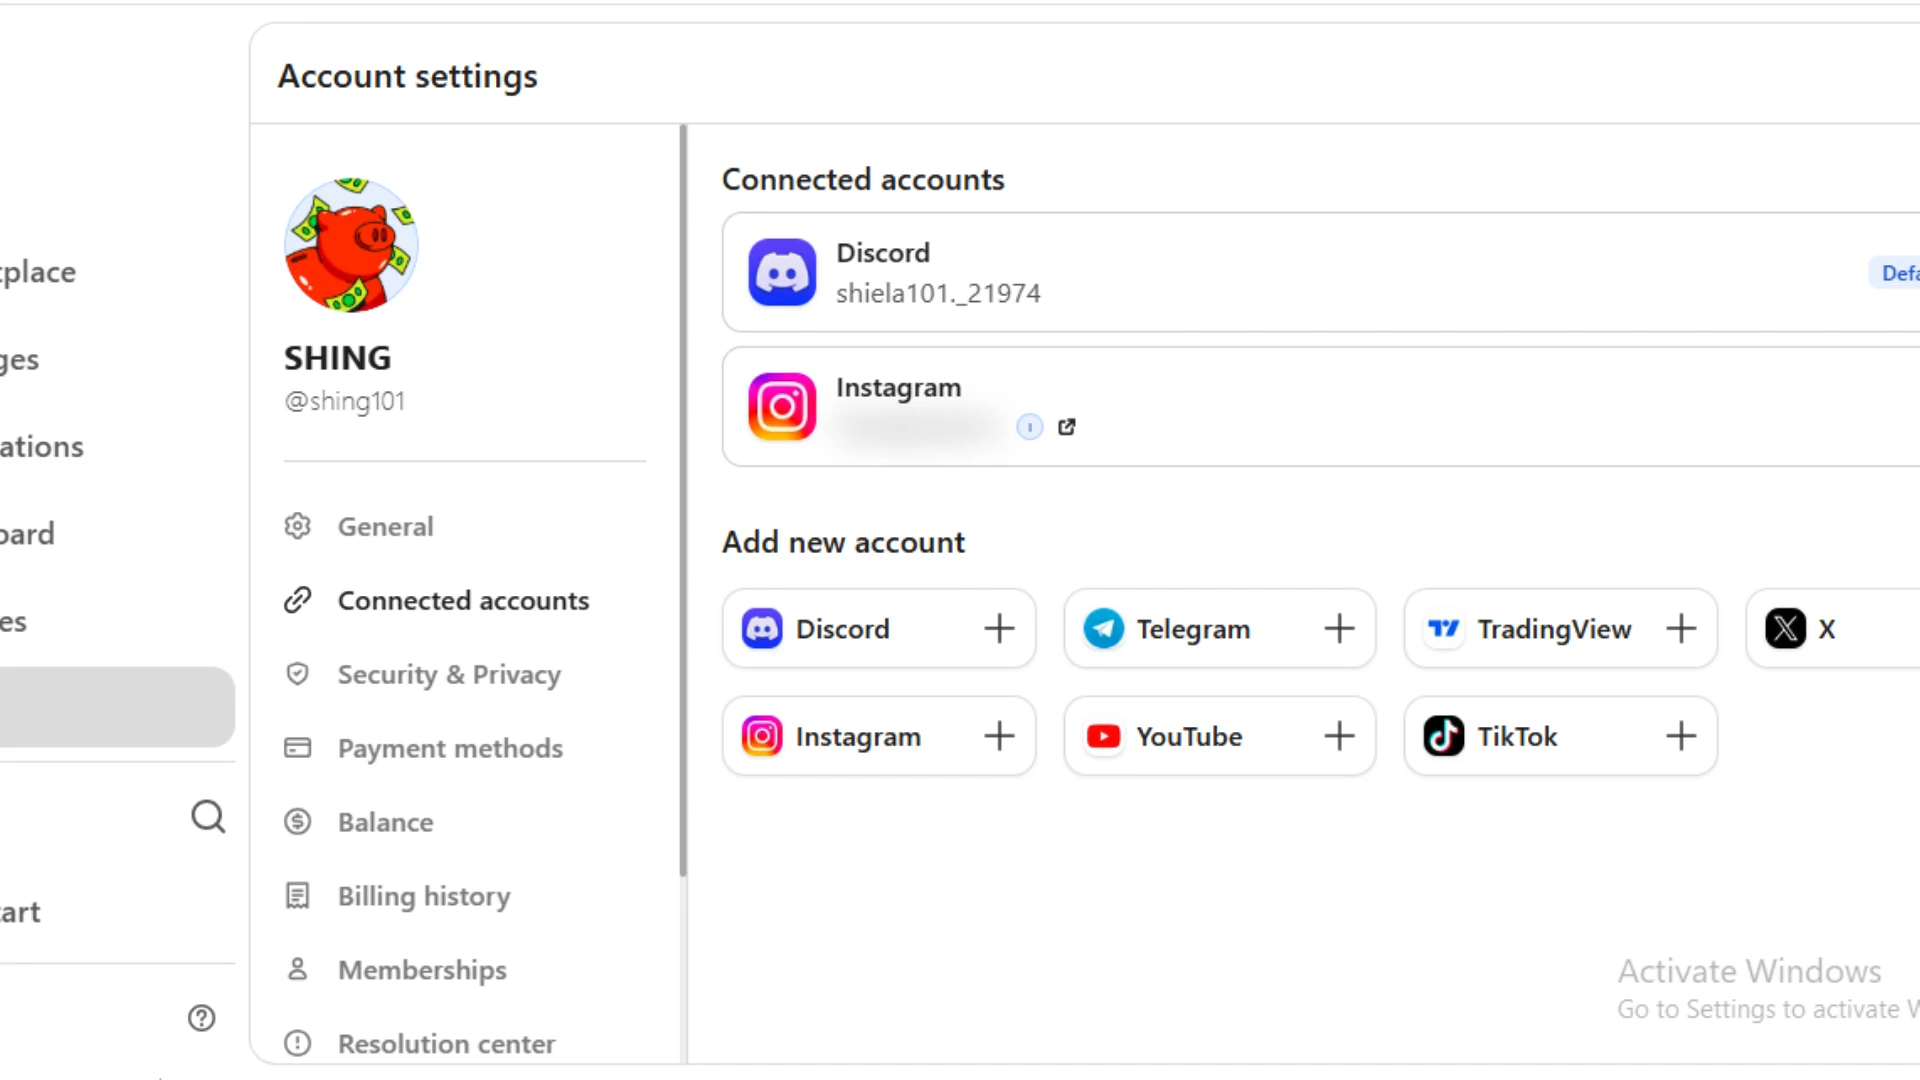 Account settings
tplace
ges
ations
oard
es
tart
SHING
@shing101
General
Connected accounts
Security & Privacy
Payment methods
Balance
Billing history
Memberships
Resolution center
Connected accounts
Discord
shiela101._21974
Defa
Instagram
Add new account
Discord
Telegram
TradingView
X
Instagram
YouTube
TikTok
Activate Windows
Go to Settings to activate W